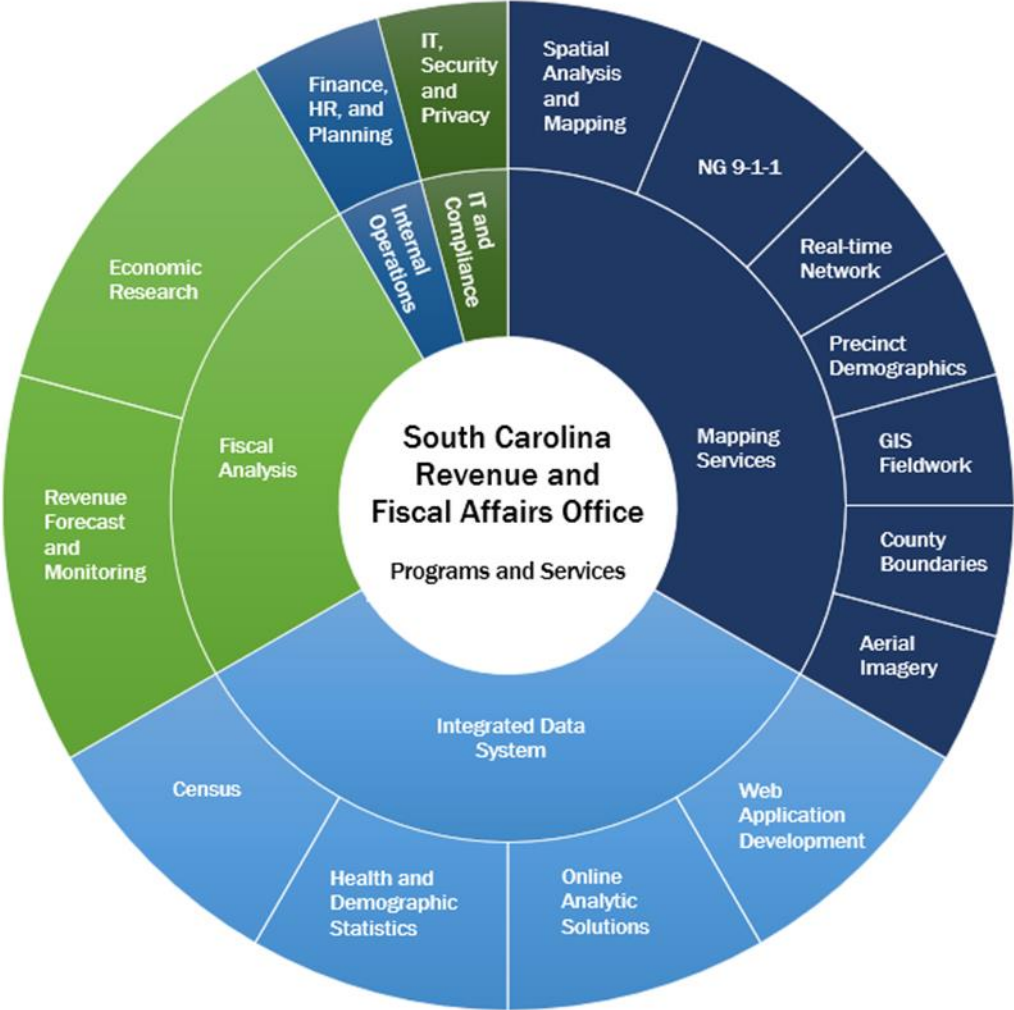 South Carolina
Revenue and
Fiscal Affairs Office
Programs and Services
Mapping
Services
Spatial
Analysis
and
Mapping
NG 9-1-1
Real-time
Network
Precinct
Demographics
GIS
Fieldwork
County
Boundaries
Aerial
Imagery
Integrated Data
System
Web
Application
Development
Online
Analytic
Solutions
Health and
Demographic
Statistics
Census
Fiscal
Analysis
Revenue
Forecast
and
Monitoring
Economic
Research
Internal
Operations
Finance,
HR, and
Planning
IT and
Compliance
IT,
Security
and
Privacy